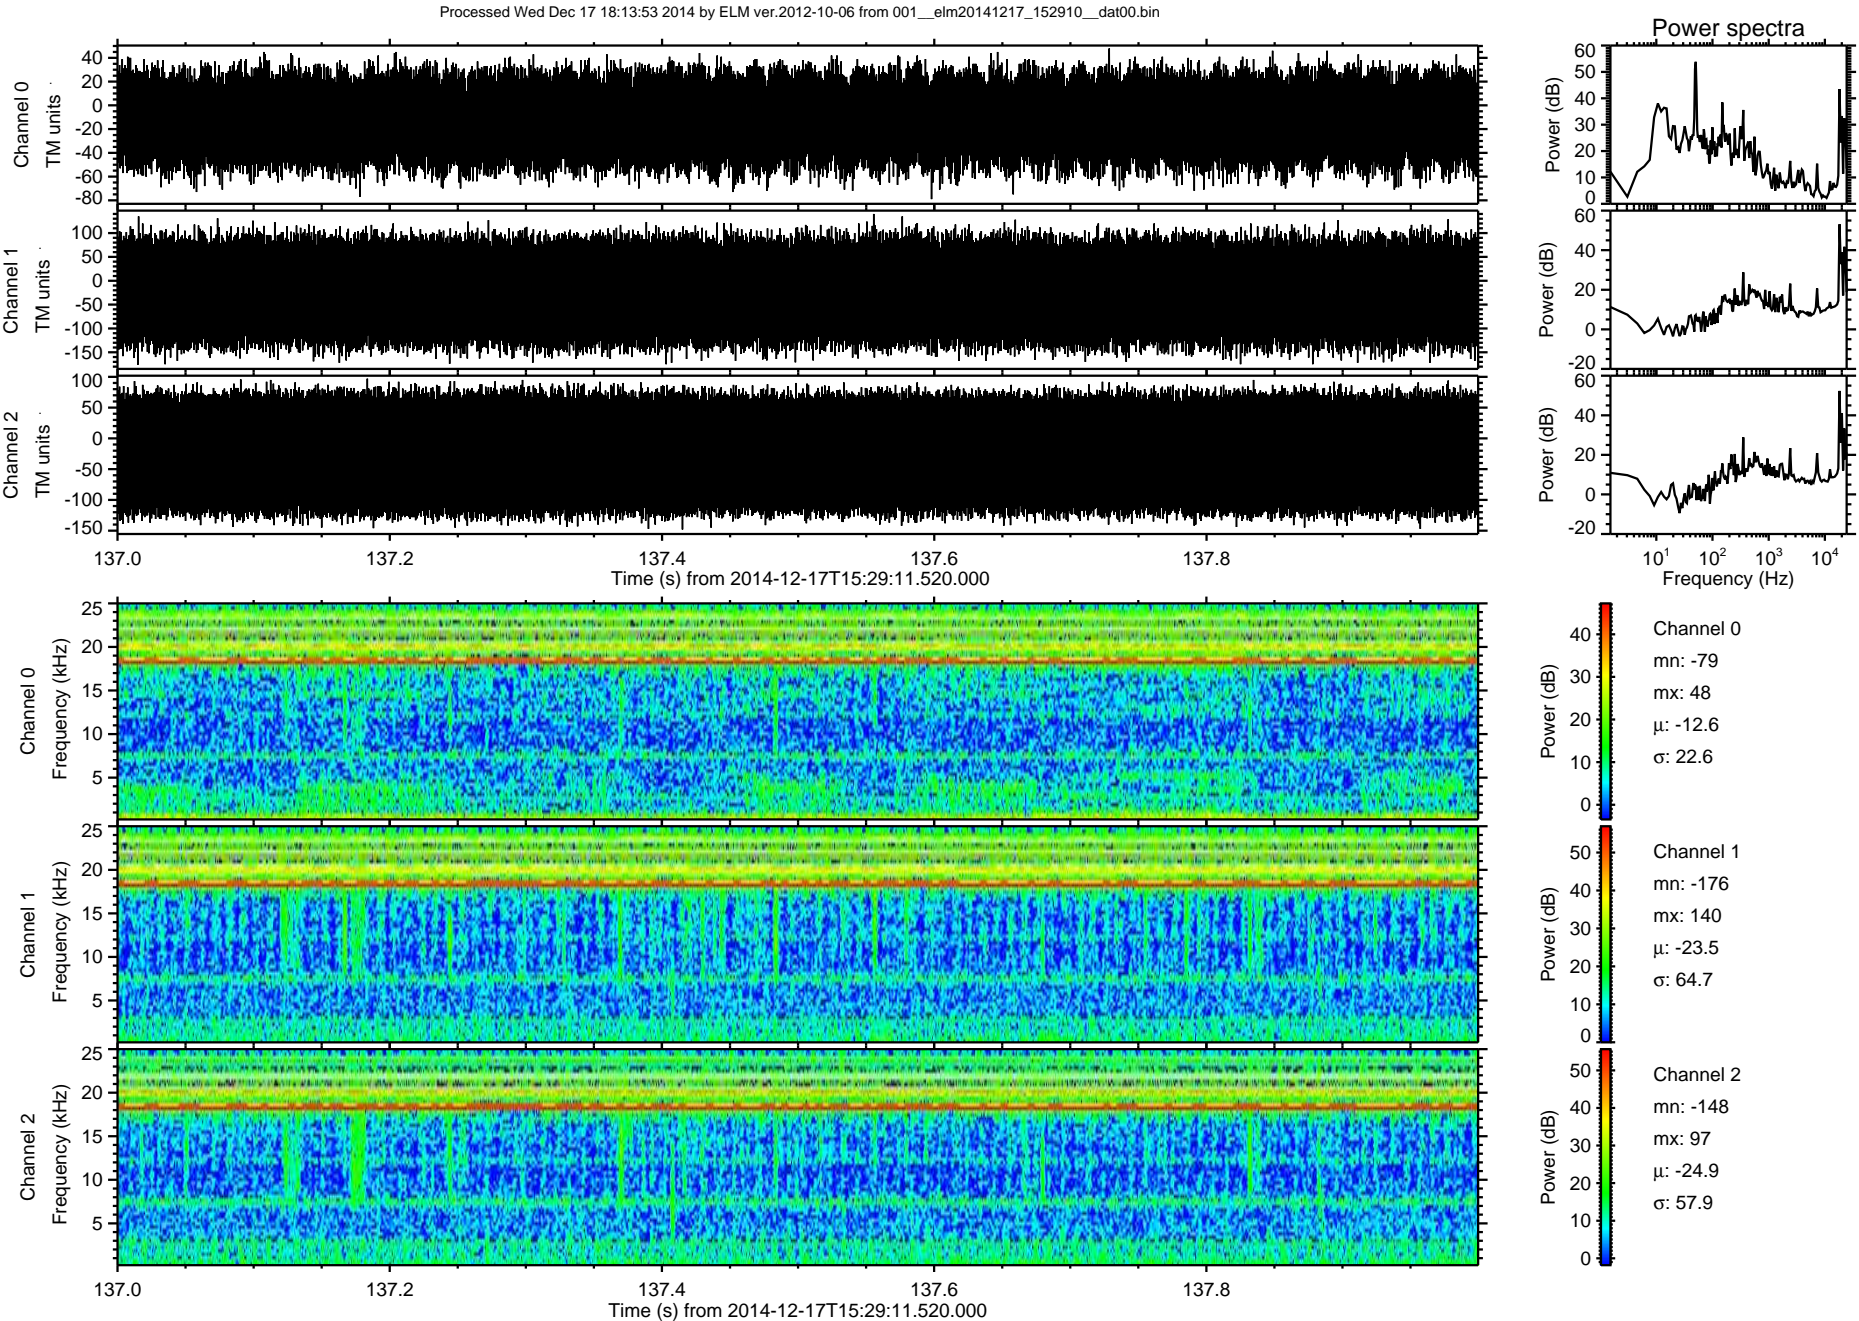 Processed Wed Dec 17 18:13:53 2014 by ELM ver.2012-10-06 from 001__elm20141217_152910__dat00.bin
Power spectra
Channel 0
TM units
40
20
0
-20
-40
-60
-80
Power (dB)
60
50
40
30
20
10
0
Channel 1
TM units
100
50
0
-50
-100
-150
Power (dB)
60
40
20
0
-20
Channel 2
TM units
100
50
0
-50
-100
-150
Power (dB)
60
40
20
0
-20
137.0 137.2 137.4 137.6 137.8
Time (s) from 2014-12-17T15:29:11.520.000
10¹ 10² 10³ 10⁴
Frequency (Hz)
Channel 0
Frequency (kHz)
25
20
15
10
5
Power (dB)
40
30
20
10
0
Channel 0
mn: -79
mx: 48
μ: -12.6
σ: 22.6
Channel 1
Frequency (kHz)
25
20
15
10
5
Power (dB)
50
40
30
20
10
0
Channel 1
mn: -176
mx: 140
μ: -23.5
σ: 64.7
Channel 2
Frequency (kHz)
25
20
15
10
5
Power (dB)
50
40
30
20
10
0
Channel 2
mn: -148
mx: 97
μ: -24.9
σ: 57.9
137.0 137.2 137.4 137.6 137.8
Time (s) from 2014-12-17T15:29:11.520.000